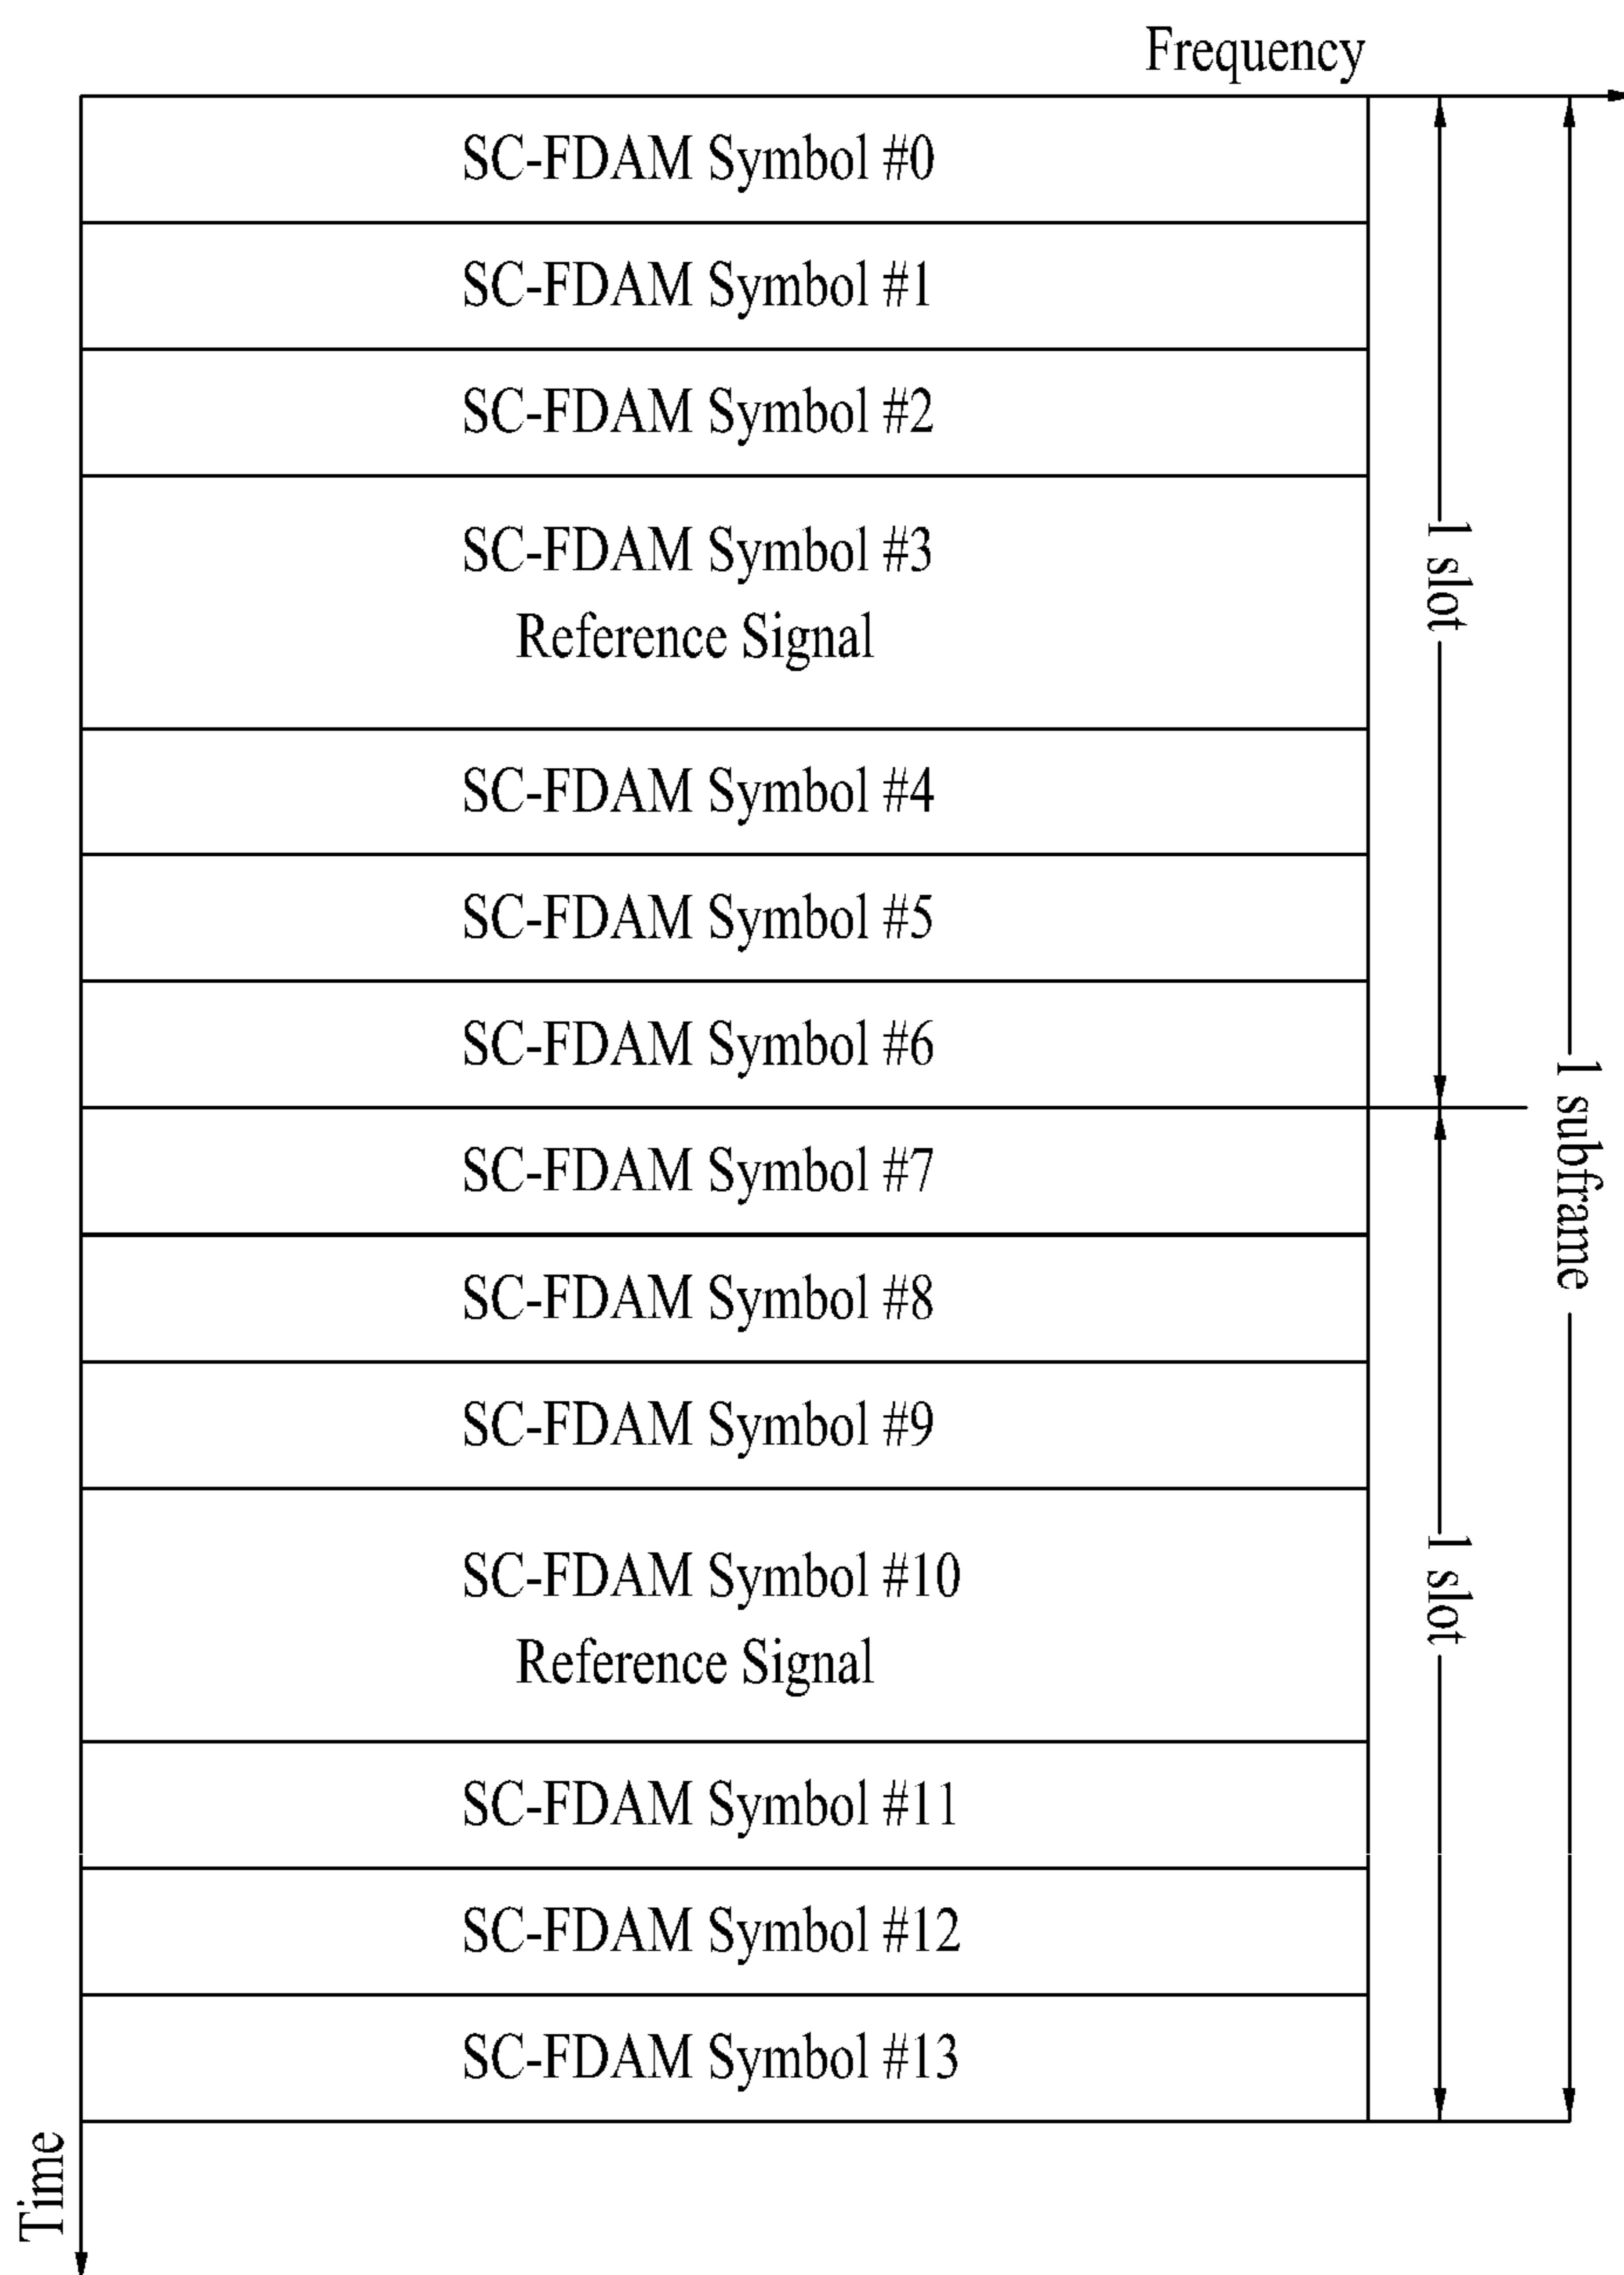 Frequency
SC-FDAM Symbol #0
SC-FDAM Symbol #1
SC-FDAM Symbol #2
SC-FDAM Symbol #3
Reference Signal
SC-FDAM Symbol #4
SC-FDAM Symbol #5
SC-FDAM Symbol #6
SC-FDAM Symbol #7
SC-FDAM Symbol #8
SC-FDAM Symbol #9
SC-FDAM Symbol #10
Reference Signal
SC-FDAM Symbol #11
SC-FDAM Symbol #12
SC-FDAM Symbol #13
1 slot
1 slot
1 subframe
Time